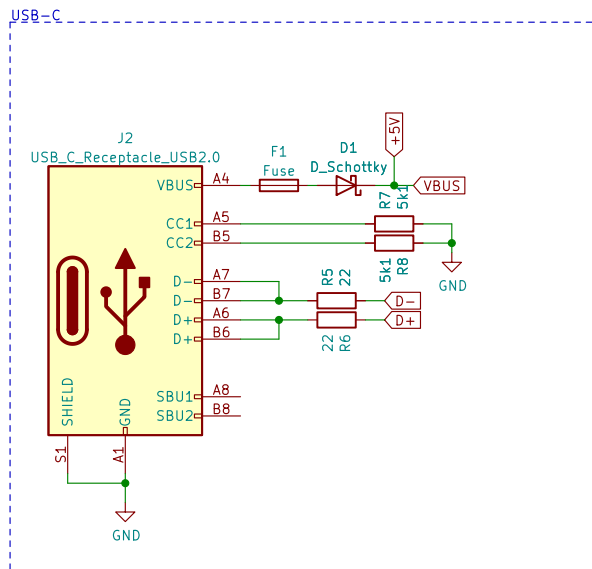 USB-C
J2
USB_C_Receptacle_USB2.0
F1
Fuse
D1
D_Schottky
+5V
VBUS
A4
VBUS
R7
5k1
CC1
A5
CC2
B5
5k1
R8
GND
D-
A7
D-
B7
D+
A6
D+
B6
R5
22
D-
D+
22
R6
SBU1
A8
SBU2
B8
SHIELD
GND
S1
A1
GND